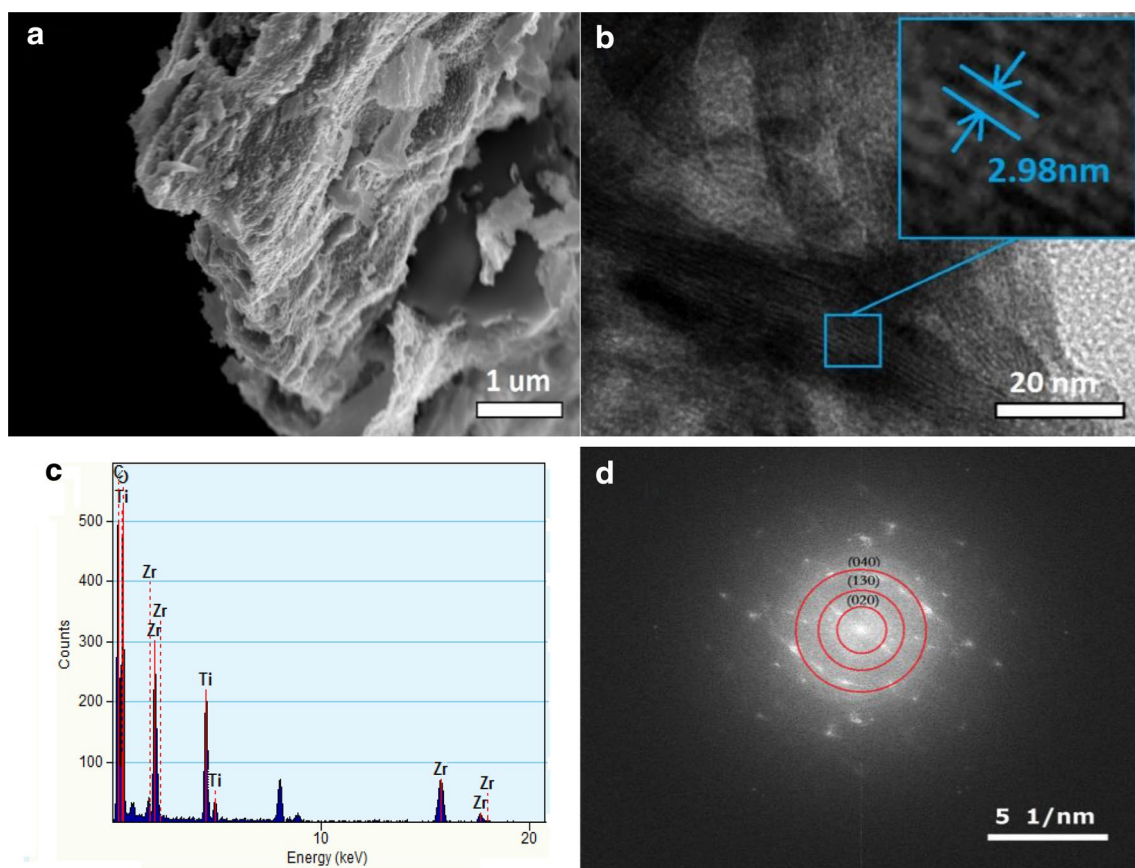 a
1 um
b
2.98nm
20 nm
c
C
O
Ti
500
400
Zr
Zr
300
Zr
Counts
200
Ti
100
Ti
Zr
Zr
Zr
10
20
Energy (keV)
d
(040)
(130)
(020)
5 1/nm